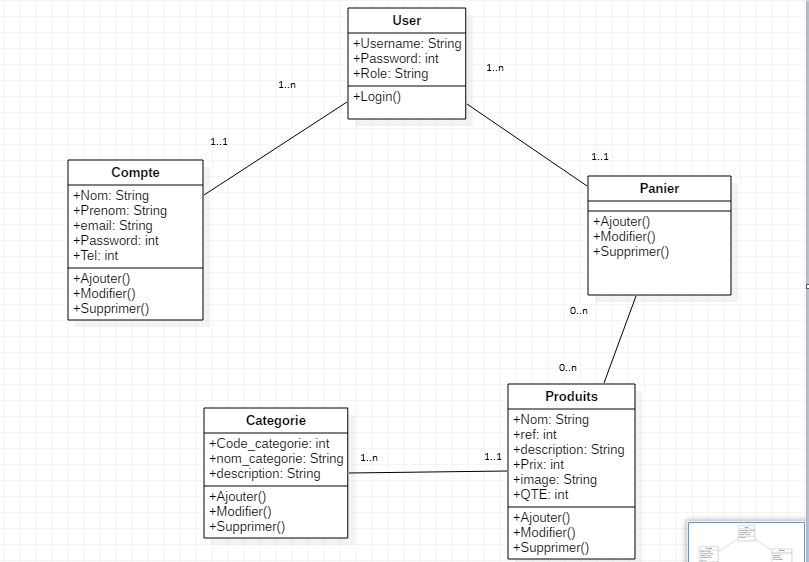 User
+Username: String
+Password: int
+Role: String
+Login()
1..n
1..n
1..1
1..1
Compte
+Nom: String
+Prenom: String
+email: String
+Password: int
+Tel: int
+Ajouter()
+Modifier()
+Supprimer()
Panier
+Ajouter()
+Modifier()
+Supprimer()
0..n
0..n
Categorie
+Code_categorie: int
+nom_categorie: String
+description: String
+Ajouter()
+Modifier()
+Supprimer()
1..n
1..1
Produits
+Nom: String
+ref: int
+description: String
+Prix: int
+image: String
+QTE: int
+Ajouter()
+Modifier()
+Supprimer()